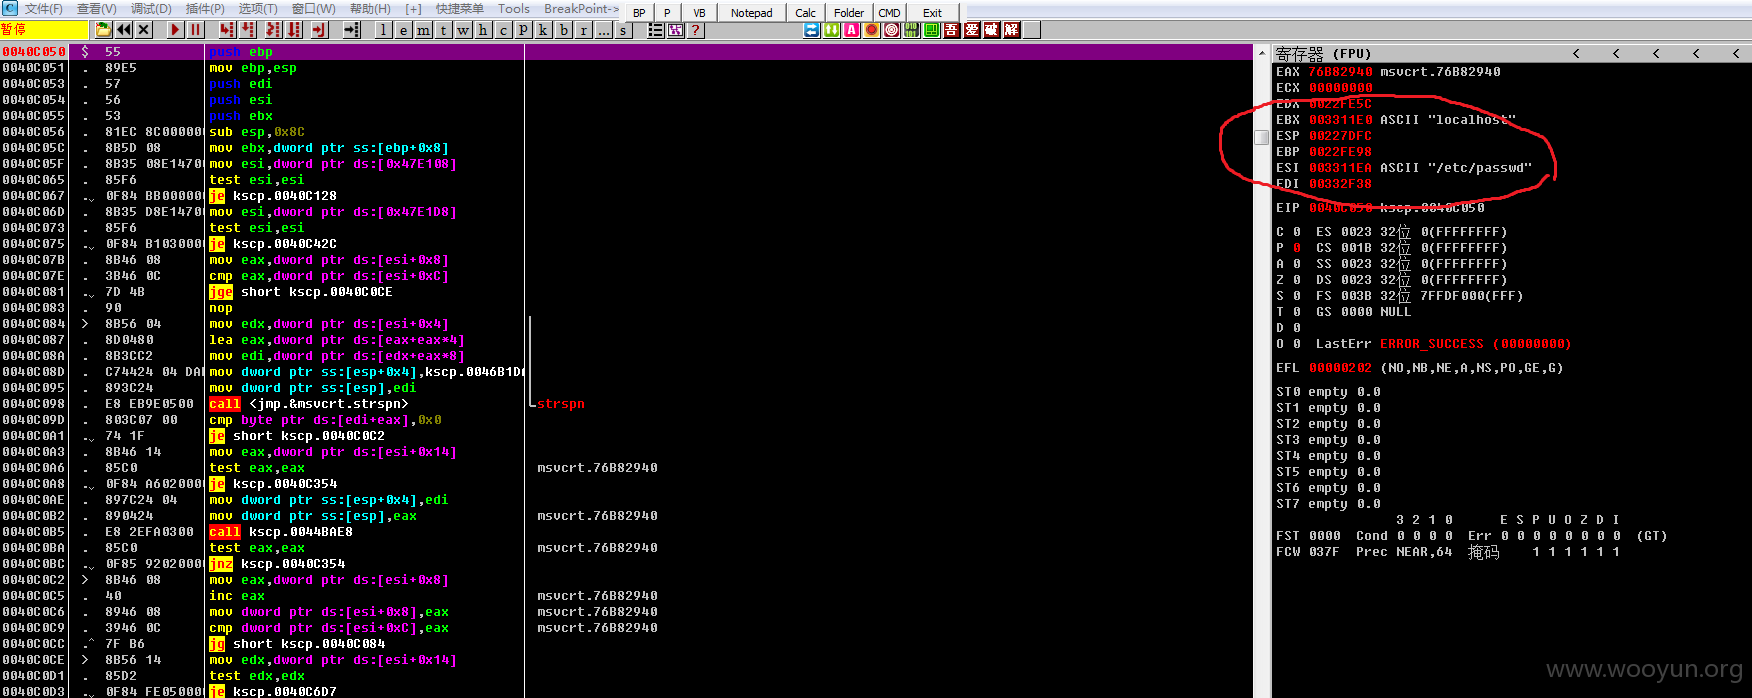 文件(F) 查看(V) 调试(D) 插件(P) 选项(T) 窗口(W) 帮助(H) [+] 快捷菜单 Tools BreakPoint-> BP P VB Notepad Calc Folder CMD Exit
暂停 l e m t w h c p k b r ... s ? A 吾 爱 破 解
0040C050 $ 55 push ebp
0040C051 . 89E5 mov ebp,esp
0040C053 . 57 push edi
0040C054 . 56 push esi
0040C055 . 53 push ebx
0040C056 . 81EC 8C000000 sub esp,0x8C
0040C05C . 8B5D 08 mov ebx,dword ptr ss:[ebp+0x8]
0040C05F . 8B35 08E14700 mov esi,dword ptr ds:[0x47E108]
0040C065 . 85F6 test esi,esi
0040C067 . 0F84 BB000000 je kscp.0040C128
0040C06D . 8B35 D8E14700 mov esi,dword ptr ds:[0x47E1D8]
0040C073 . 85F6 test esi,esi
0040C075 . 0F84 B1030000 je kscp.0040C42C
0040C07B . 8B46 08 mov eax,dword ptr ds:[esi+0x8]
0040C07E . 3B46 0C cmp eax,dword ptr ds:[esi+0xC]
0040C081 . 7D 4B jge short kscp.0040C0CE
0040C083 . 90 nop
0040C084 > 8B56 04 mov edx,dword ptr ds:[esi+0x4]
0040C087 . 8D0480 lea eax,dword ptr ds:[eax+eax*4]
0040C08A . 8B3CC2 mov edi,dword ptr ds:[edx+eax*8]
0040C08D . C74424 04 DA mov dword ptr ss:[esp+0x4],kscp.0046B1D
0040C095 . 893C24 mov dword ptr ss:[esp],edi
0040C098 . E8 EB9E0500 call <jmp.&msvcrt.strspn> strspn
0040C09D . 803C07 00 cmp byte ptr ds:[edi+eax],0x0
0040C0A1 . 74 1F je short kscp.0040C0C2
0040C0A3 . 8B46 14 mov eax,dword ptr ds:[esi+0x14]
0040C0A6 . 85C0 test eax,eax msvcrt.76B82940
0040C0A8 . 0F84 A6020000 je kscp.0040C354
0040C0AE . 897C24 04 mov dword ptr ss:[esp+0x4],edi
0040C0B2 . 890424 mov dword ptr ss:[esp],eax msvcrt.76B82940
0040C0B5 . E8 2EFA0300 call kscp.0044BAE8
0040C0BA . 85C0 test eax,eax msvcrt.76B82940
0040C0BC . 0F85 92020000 jnz kscp.0040C354
0040C0C2 > 8B46 08 mov eax,dword ptr ds:[esi+0x8]
0040C0C5 . 40 inc eax msvcrt.76B82940
0040C0C6 . 8946 08 mov dword ptr ds:[esi+0x8],eax msvcrt.76B82940
0040C0C9 . 3946 0C cmp dword ptr ds:[esi+0xC],eax msvcrt.76B82940
0040C0CC .^ 7F B6 jg short kscp.0040C084
0040C0CE > 8B56 14 mov edx,dword ptr ds:[esi+0x14]
0040C0D1 . 85D2 test edx,edx
0040C0D3 . 0F84 FE050000 je kscp.0040C6D7
寄存器 (FPU) < < < < <
EAX 76B82940 msvcrt.76B82940
ECX 00000000
EDX 0022FE5C
EBX 003311E0 ASCII "localhost"
ESP 00227DFC
EBP 0022FE98
ESI 003311EA ASCII "/etc/passwd"
EDI 00332F38
EIP 0040C050 kscp.0040C050
C 0 ES 0023 32位 0(FFFFFFFF)
P 0 CS 001B 32位 0(FFFFFFFF)
A 0 SS 0023 32位 0(FFFFFFFF)
Z 0 DS 0023 32位 0(FFFFFFFF)
S 0 FS 003B 32位 7FFDF000(FFF)
T 0 GS 0000 NULL
D 0
O 0 LastErr ERROR_SUCCESS (00000000)
EFL 00000202 (NO,NB,NE,A,NS,PO,GE,G)
ST0 empty 0.0
ST1 empty 0.0
ST2 empty 0.0
ST3 empty 0.0
ST4 empty 0.0
ST5 empty 0.0
ST6 empty 0.0
ST7 empty 0.0
3 2 1 0 E S P U O Z D I
FST 0000 Cond 0 0 0 0 Err 0 0 0 0 0 0 0 0 (GT)
FCW 037F Prec NEAR,64 掩码 1 1 1 1 1 1
www.wooyun.org